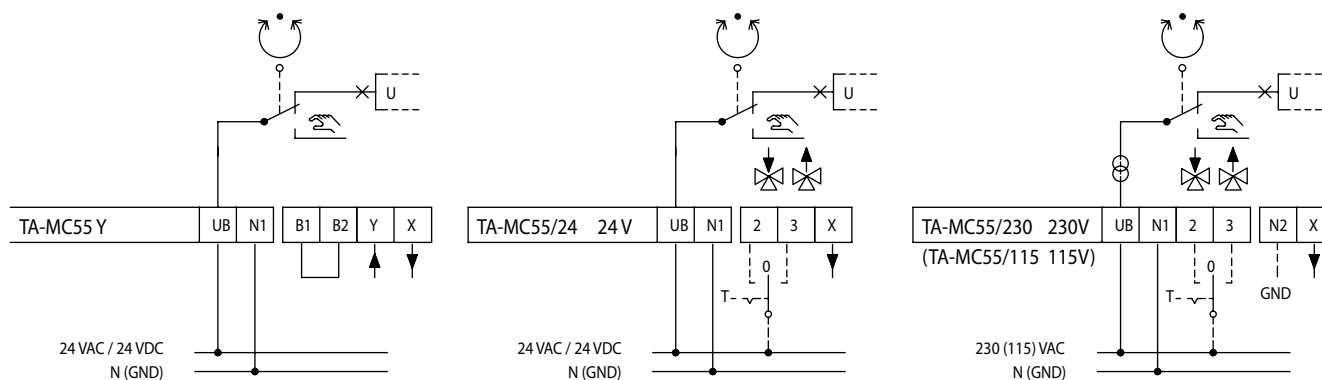 U
U
U
TA-MC55 Y UB N1 B1 B2 Y X
TA-MC55/24 24 V UB N1 2 3 X
TA-MC55/230 230V UB N1 2 3 N2 X
(TA-MC55/115 115V)
0
0
T
T
GND
24 VAC / 24 VDC
N (GND)
24 VAC / 24 VDC
N (GND)
230 (115) VAC
N (GND)